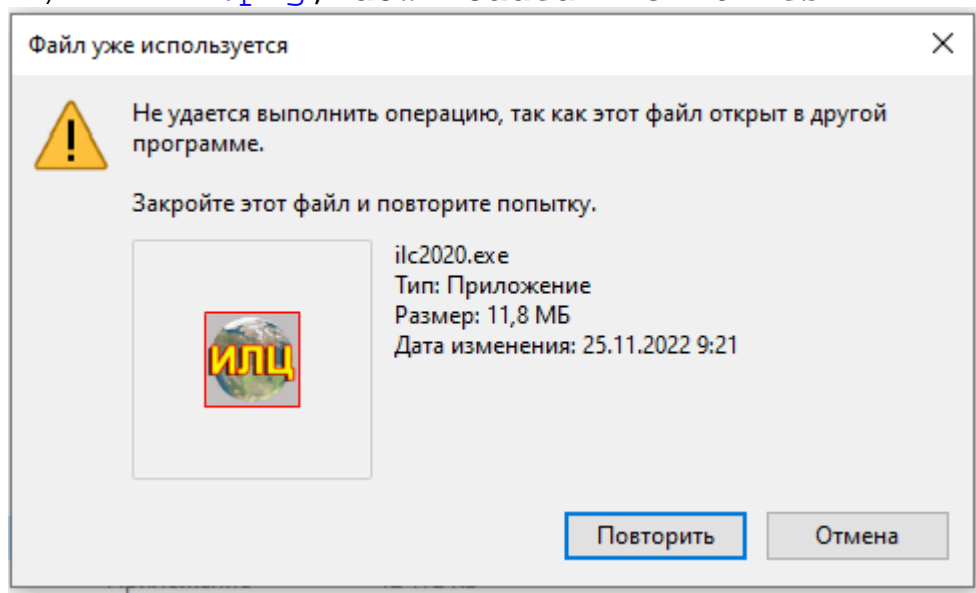 Файл уже используется
Не удается выполнить операцию, так как этот файл открыт в другой
программе.
Закройте этот файл и повторите попытку.
ИЛЦ
ilc2020.exe
Тип: Приложение
Размер: 11,8 МБ
Дата изменения: 25.11.2022 9:21
Повторить
Отмена